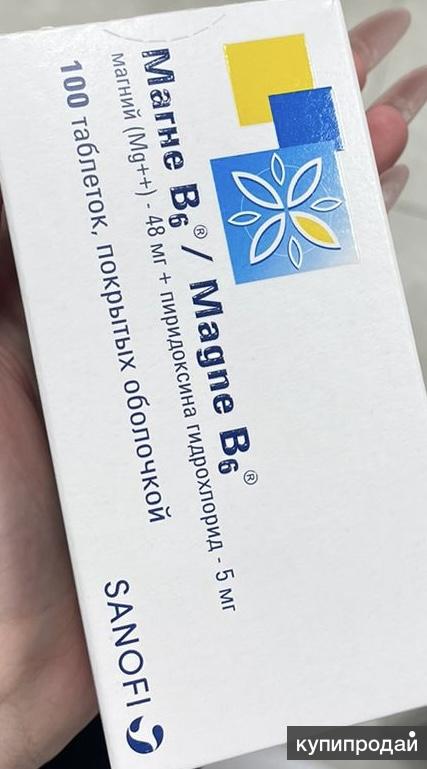 Магне B6® / Magne B6®
магний (Mg++) - 48 мг + пиридоксина гидрохлорид - 5 мг
100 таблеток, покрытых оболочкой
SANOFI
купипродай